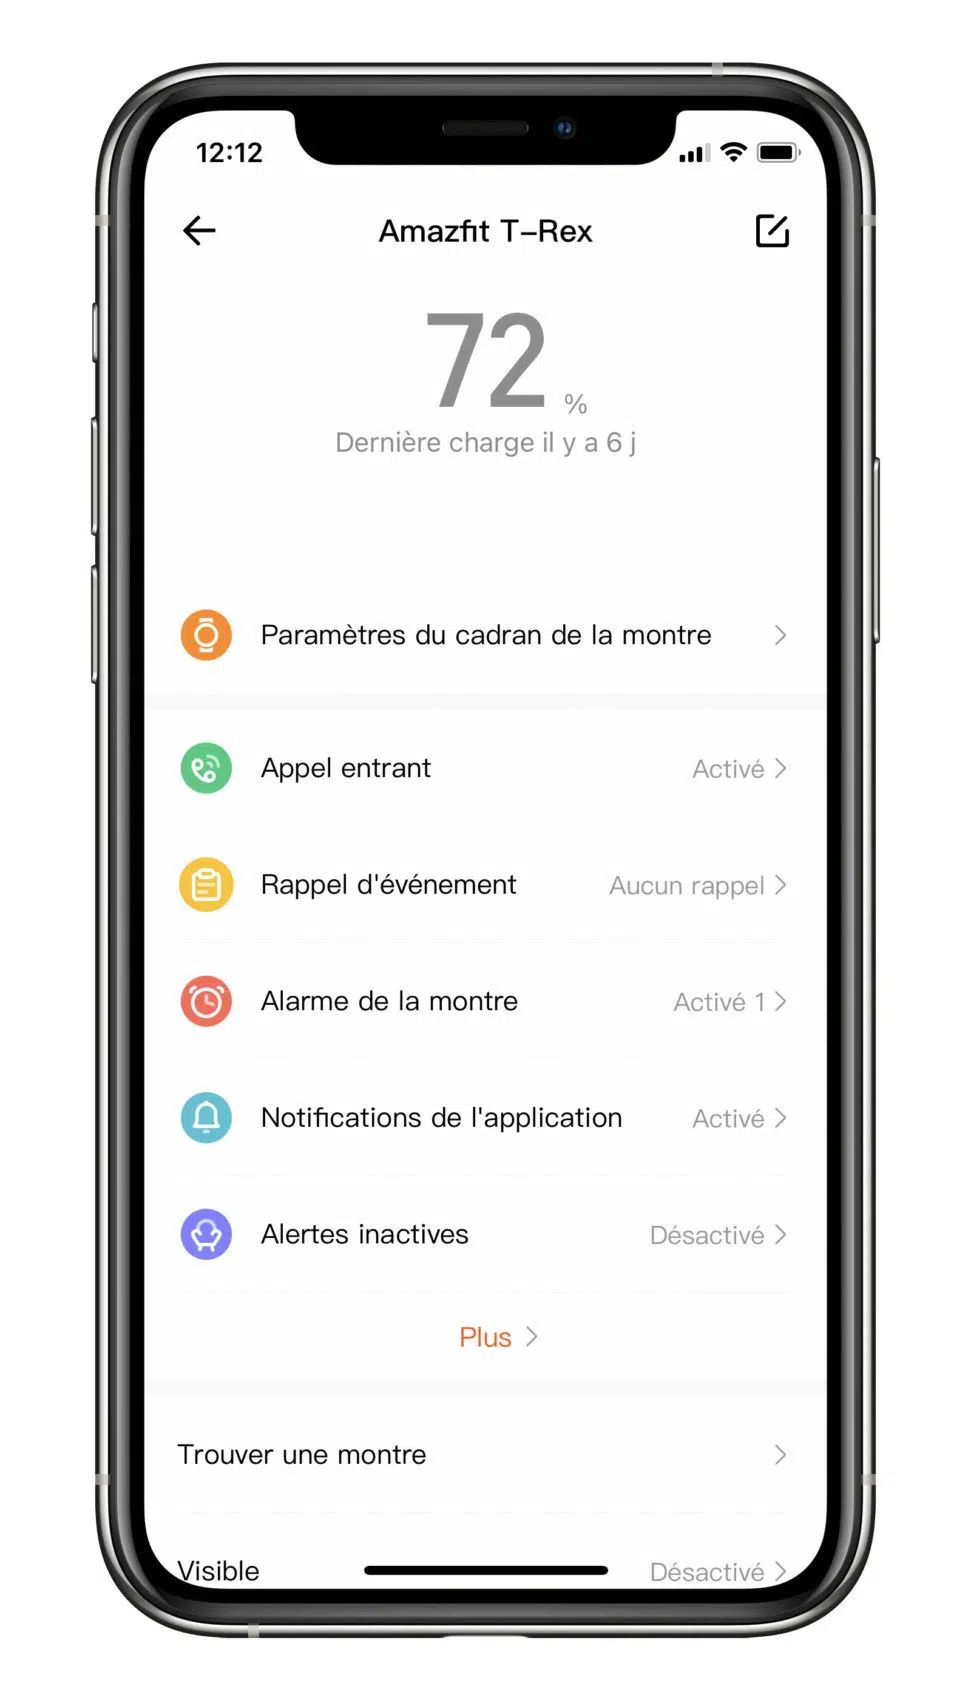 12:12
Amazfit T-Rex
72 %
Dernière charge il y a 6 j
Paramètres du cadran de la montre
Appel entrant Activé
Rappel d'événement Aucun rappel
Alarme de la montre Activé 1
Notifications de l'application Activé
Alertes inactives Désactivé
Plus
Trouver une montre
Visible Désactivé